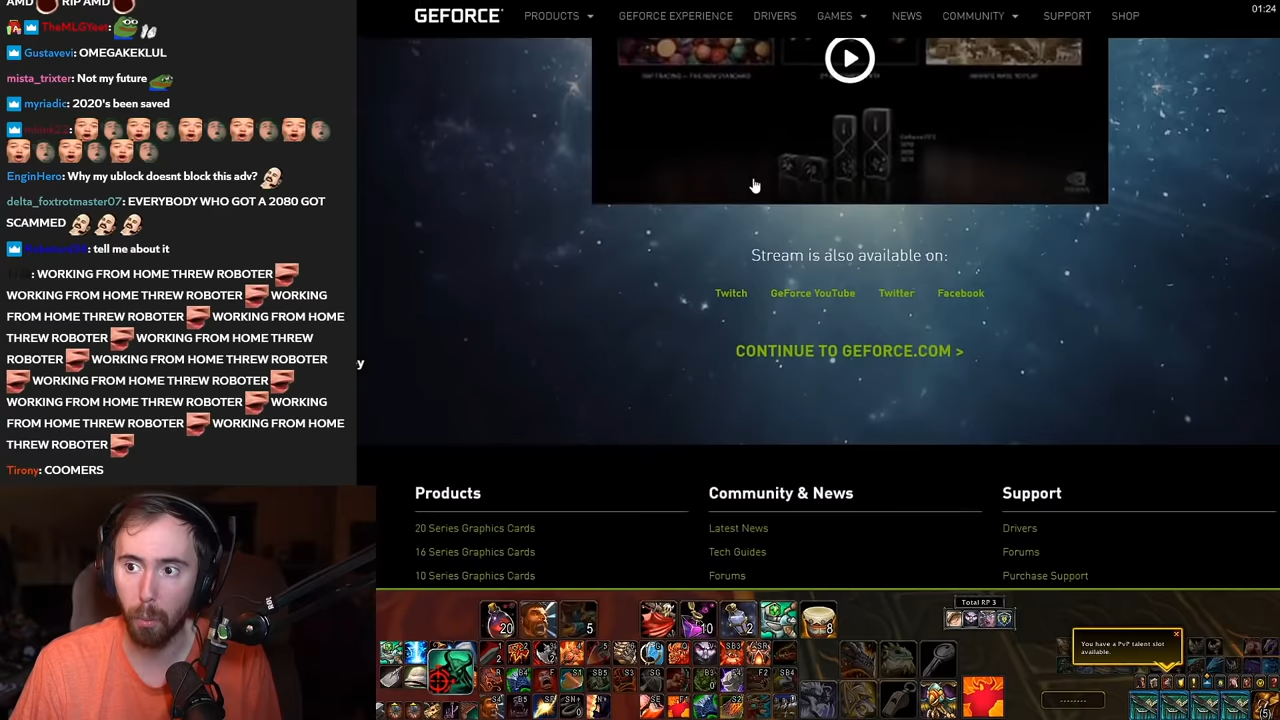 AMD RIP AMD
TheMLGYeet:
Gustavevi: OMEGAKEKLUL
mista_trixter: Not my future
myriadic: 2020's been saved
EnginHero: Why my ublock doesnt block this adv?
delta_foxtrotmaster07: EVERYBODY WHO GOT A 2080 GOT
SCAMMED
: tell me about it
: WORKING FROM HOME THREW ROBOTER
WORKING FROM HOME THREW ROBOTER WORKING
FROM HOME THREW ROBOTER WORKING FROM HOME
THREW ROBOTER WORKING FROM HOME THREW
ROBOTER WORKING FROM HOME THREW ROBOTER
WORKING FROM HOME THREW ROBOTER
WORKING FROM HOME THREW ROBOTER WORKING
FROM HOME THREW ROBOTER WORKING FROM HOME
THREW ROBOTER
Tirony: COOMERS
GEFORCE PRODUCTS GEFORCE EXPERIENCE DRIVERS GAMES NEWS COMMUNITY SUPPORT SHOP
01:24
Stream is also available on:
Twitch GeForce YouTube Twitter Facebook
CONTINUE TO GEFORCE.COM >
y
Products Community & News Support
20 Series Graphics Cards Latest News Drivers
16 Series Graphics Cards Tech Guides Forums
10 Series Graphics Cards Forums Purchase Support
Total RP 3
You have a PvP talent slot
available.
20 5 10 2 8